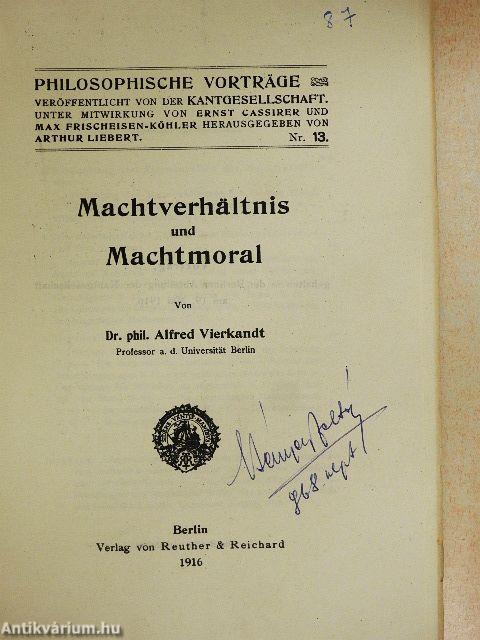 87
PHILOSOPHISCHE VORTRÄGE
VERÖFFENTLICHT VON DER KANTGESELLSCHAFT.
UNTER MITWIRKUNG VON ERNST CASSIRER UND
MAX FRISCHEISEN-KÖHLER HERAUSGEGEBEN VON
ARTHUR LIEBERT. Nr. 13.
Machtverhältnis
und
Machtmoral
Von
Dr. phil. Alfred Vierkandt
Professor a. d. Universität Berlin
968. sept
Berlin
Verlag von Reuther & Reichard
1916
Antikvárium.hu